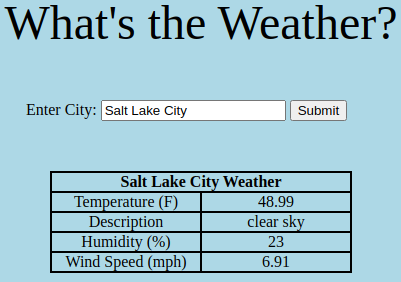 What's the Weather?
Enter City: Salt Lake City Submit
Salt Lake City Weather
Temperature (F) 48.99
Description clear sky
Humidity (%) 23
Wind Speed (mph) 6.91